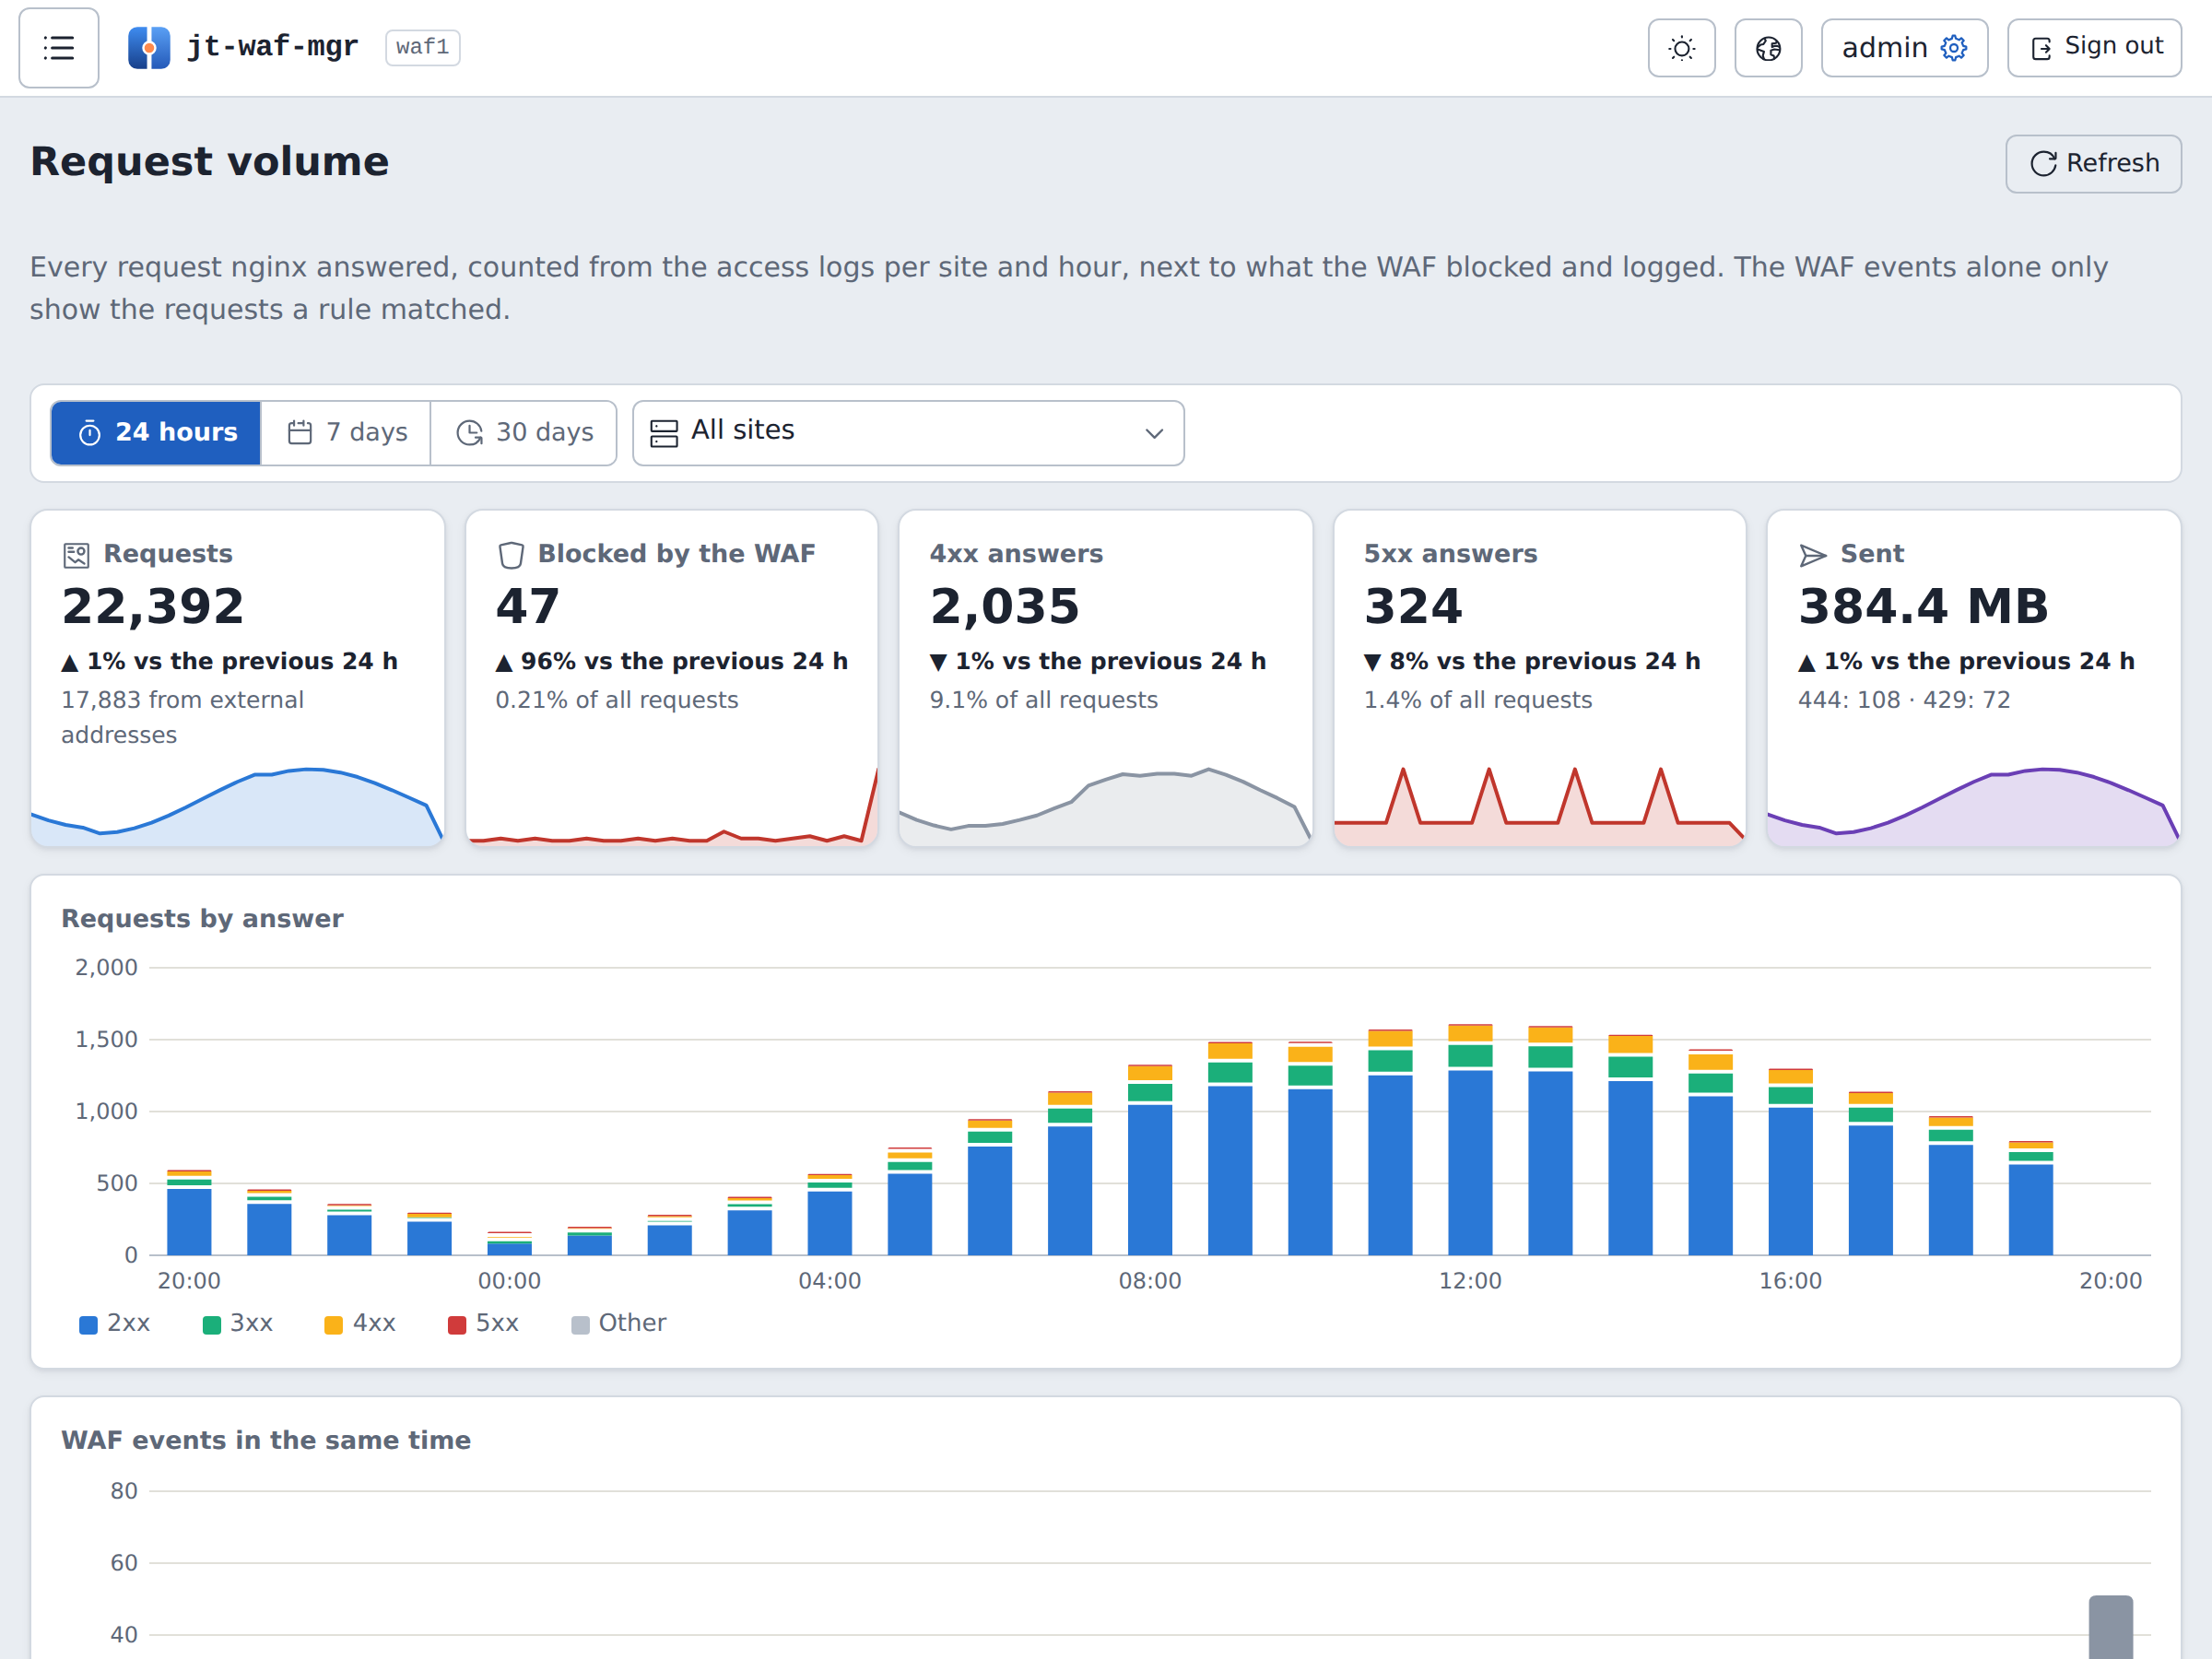 jt-waf-mgr waf1 admin Sign out
Request volume Refresh
Every request nginx answered, counted from the access logs per site and hour, next to what the WAF blocked and logged. The WAF events alone only
show the requests a rule matched.
24 hours 7 days 30 days All sites
Requests
22,392
▲ 1% vs the previous 24 h
17,883 from external
addresses
Blocked by the WAF
47
▲ 96% vs the previous 24 h
0.21% of all requests
4xx answers
2,035
▼ 1% vs the previous 24 h
9.1% of all requests
5xx answers
324
▼ 8% vs the previous 24 h
1.4% of all requests
Sent
384.4 MB
▲ 1% vs the previous 24 h
444: 108 · 429: 72
Requests by answer
2,000
1,500
1,000
500
0
20:00 00:00 04:00 08:00 12:00 16:00 20:00
2xx 3xx 4xx 5xx Other
WAF events in the same time
80
60
40